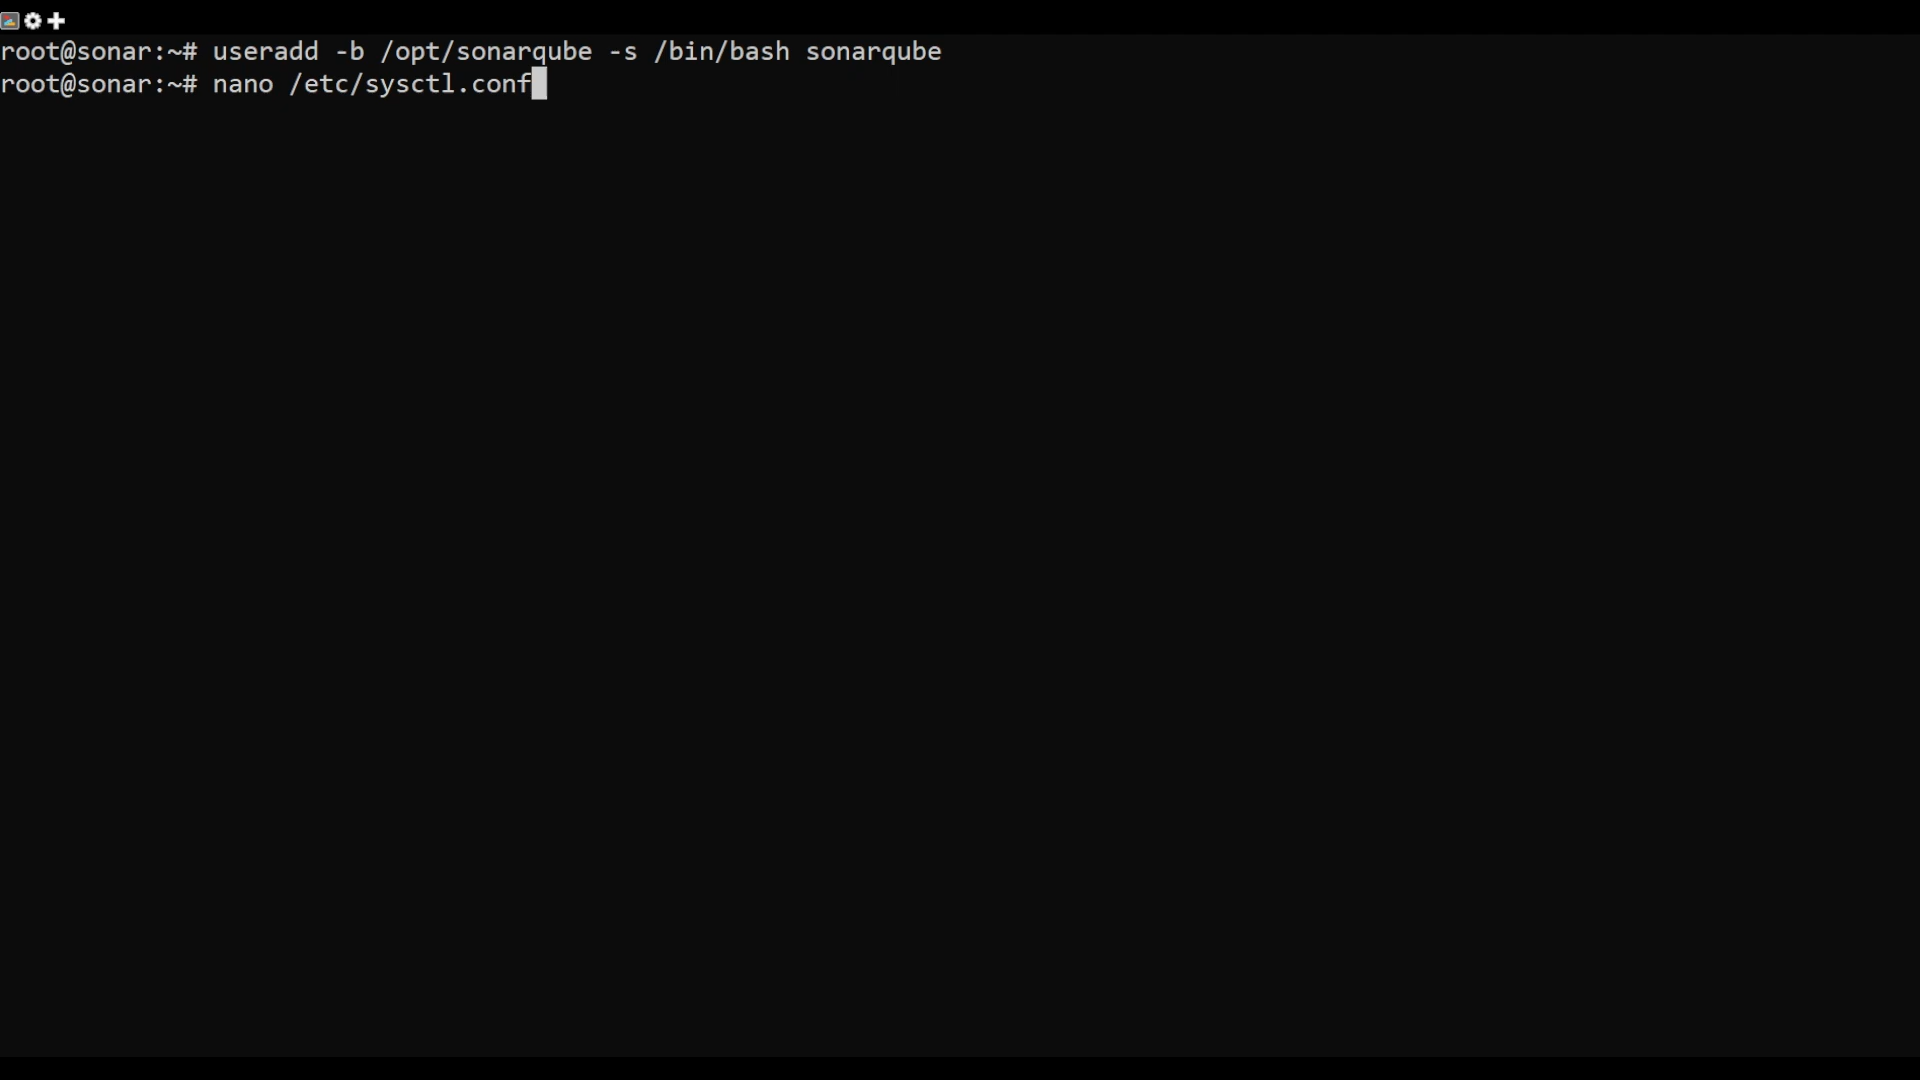 root@sonar:~# useradd -b /opt/sonarqube -s /bin/bash sonarqube
root@sonar:~# nano /etc/sysctl.conf